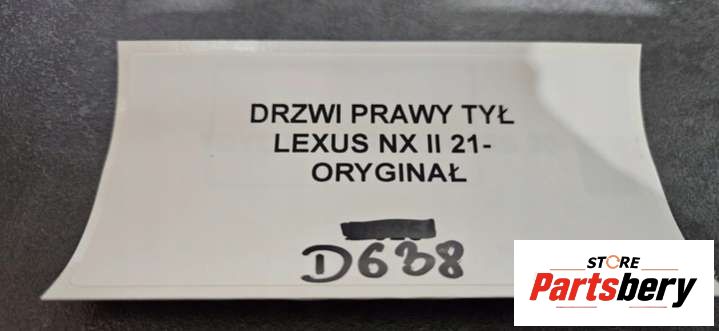 DRZWI PRAWY TYŁ
LEXUS NX II 21-
ORYGINAŁ
D638
STORE
Partsbery